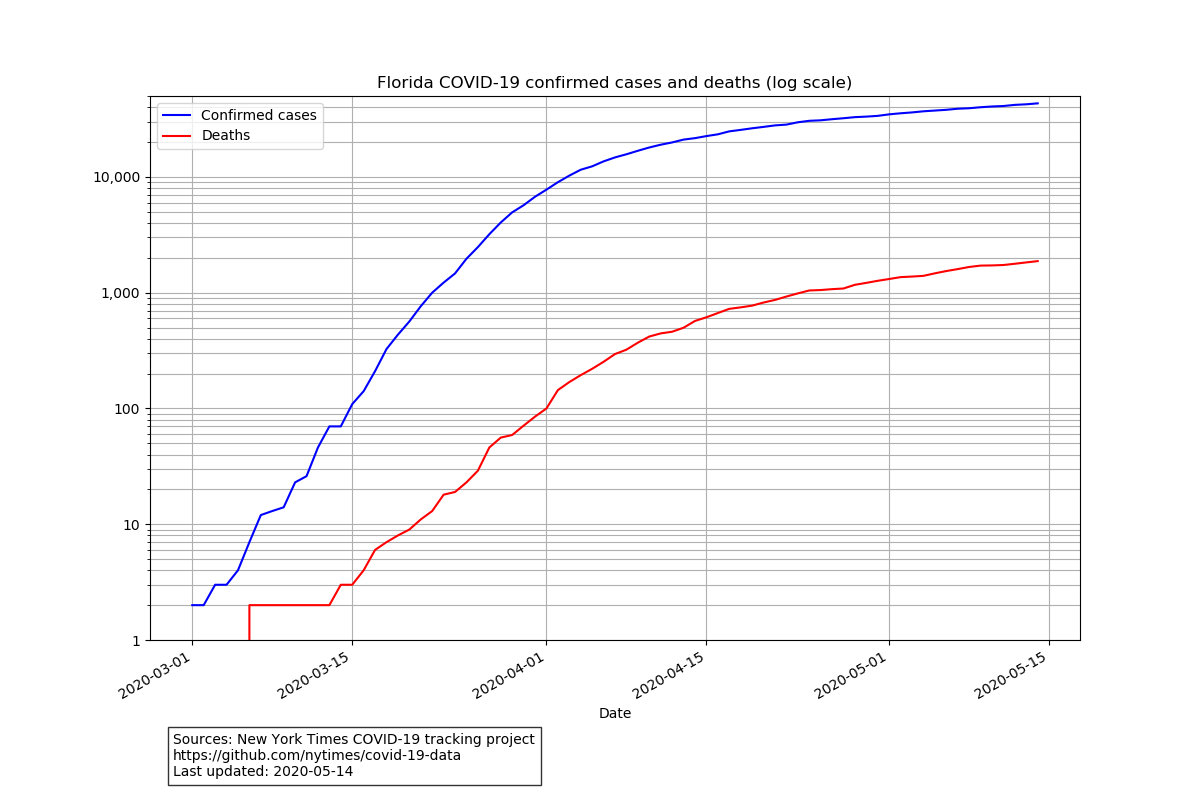 Florida COVID-19 confirmed cases and deaths (log scale)
Confirmed cases
Deaths
10,000
1,000
100
10
1
2020-03-01
2020-03-15
2020-04-01
2020-04-15
2020-05-01
2020-05-15
Date
Sources: New York Times COVID-19 tracking project
https://github.com/nytimes/covid-19-data
Last updated: 2020-05-14